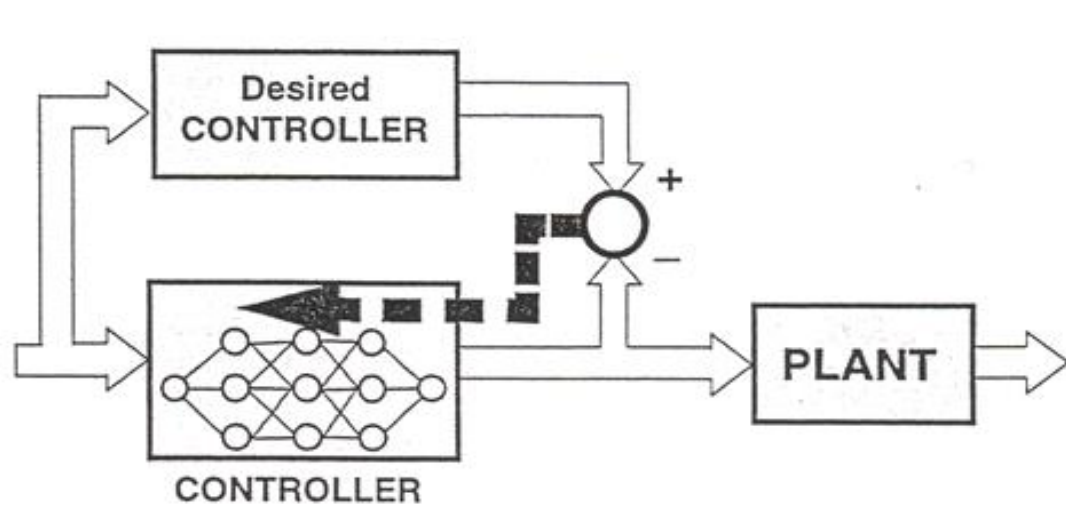 Desired
CONTROLLER
+
−
PLANT
CONTROLLER